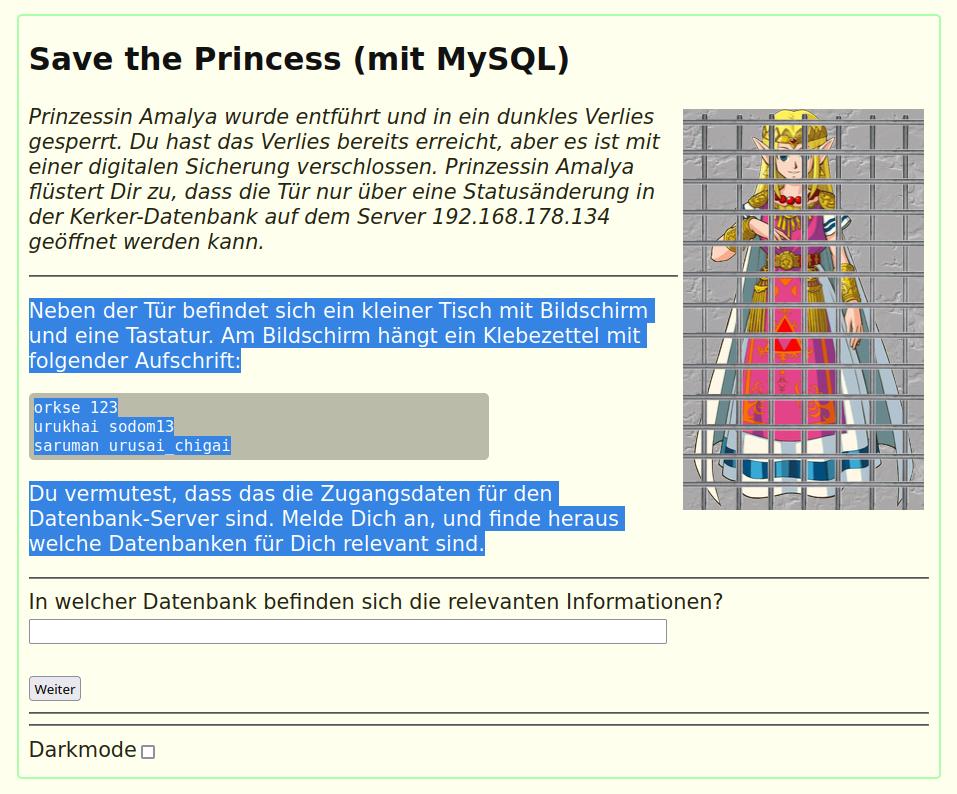 Save the Princess (mit MySQL)
Prinzessin Amalya wurde entführt und in ein dunkles Verlies
gesperrt. Du hast das Verlies bereits erreicht, aber es ist mit
einer digitalen Sicherung verschlossen. Prinzessin Amalya
flüstert Dir zu, dass die Tür nur über eine Statusänderung in
der Kerker-Datenbank auf dem Server 192.168.178.134
geöffnet werden kann.
Neben der Tür befindet sich ein kleiner Tisch mit Bildschirm
und eine Tastatur. Am Bildschirm hängt ein Klebezettel mit
folgender Aufschrift:
orkse 123
urukhai sodom13
saruman urusai_chigai
Du vermutest, dass das die Zugangsdaten für den
Datenbank-Server sind. Melde Dich an, und finde heraus
welche Datenbanken für Dich relevant sind.
In welcher Datenbank befinden sich die relevanten Informationen?
Weiter
Darkmode